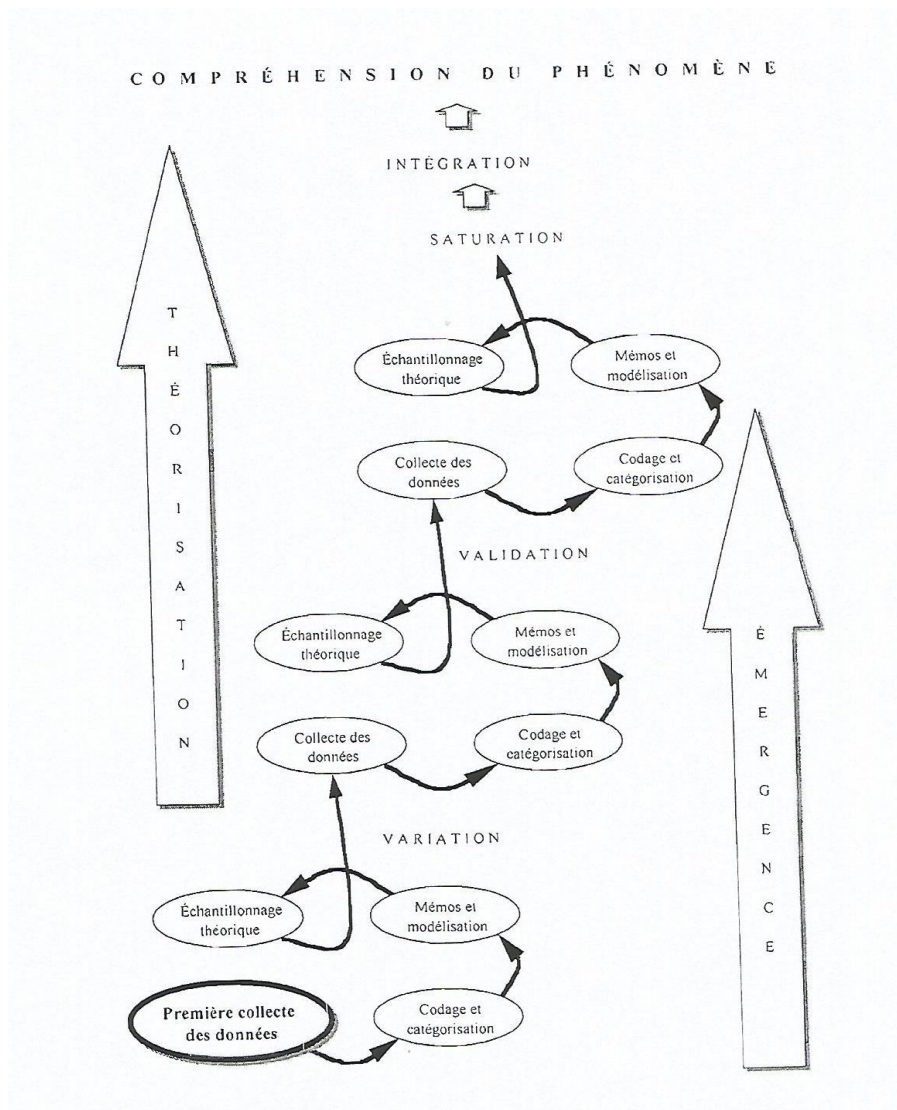 COMPRÉHENSION DU PHÉNOMÈNE
INTÉGRATION
SATURATION
THÉORISATION
Échantillonnage
théorique
Mémos et
modélisation
Collecte des
données
Codage et
catégorisation
VALIDATION
ÉMERGENCE
Échantillonnage
théorique
Mémos et
modélisation
Collecte des
données
Codage et
catégorisation
VARIATION
Échantillonnage
théorique
Mémos et
modélisation
Première collecte
des données
Codage et
catégorisation